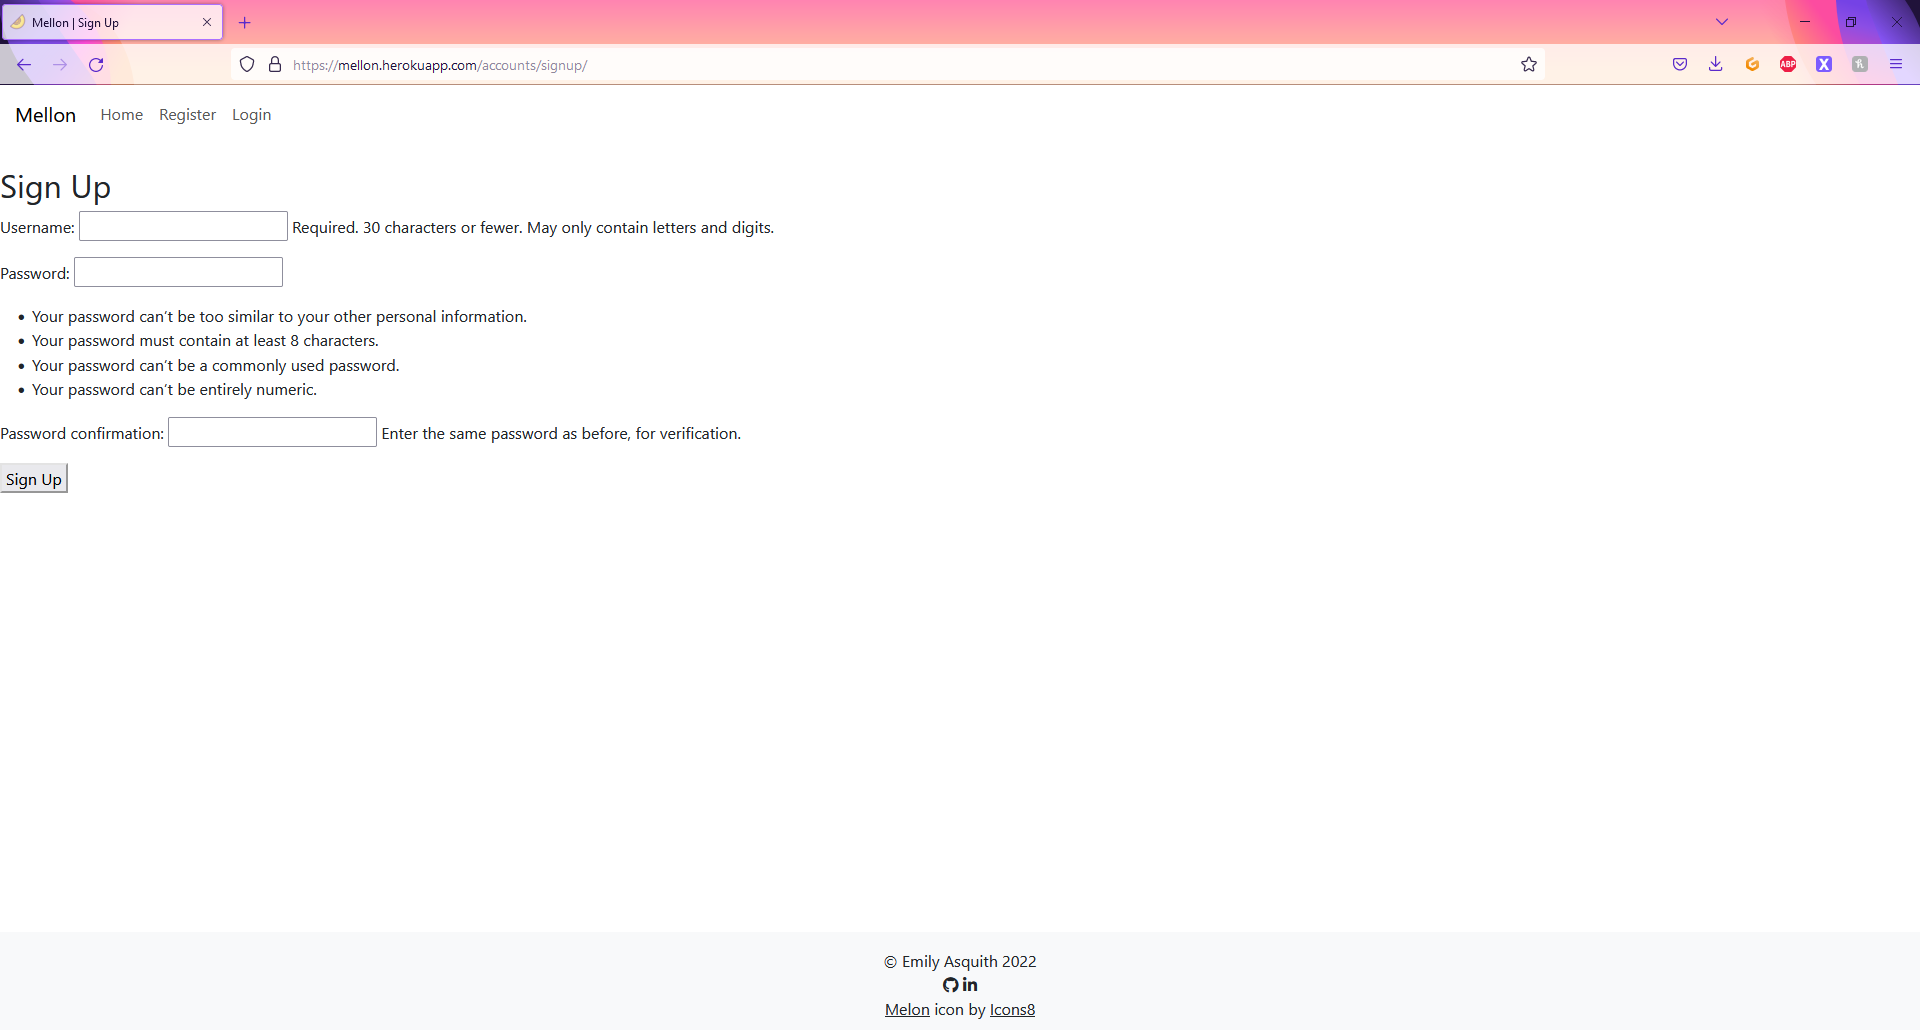 Mellon | Sign Up
https://mellon.herokuapp.com/accounts/signup/
ABP
Mellon Home Register Login
Sign Up
Username: Required. 30 characters or fewer. May only contain letters and digits.
Password:
• Your password can’t be too similar to your other personal information.
• Your password must contain at least 8 characters.
• Your password can’t be a commonly used password.
• Your password can’t be entirely numeric.
Password confirmation: Enter the same password as before, for verification.
Sign Up
© Emily Asquith 2022
in
Melon icon by Icons8